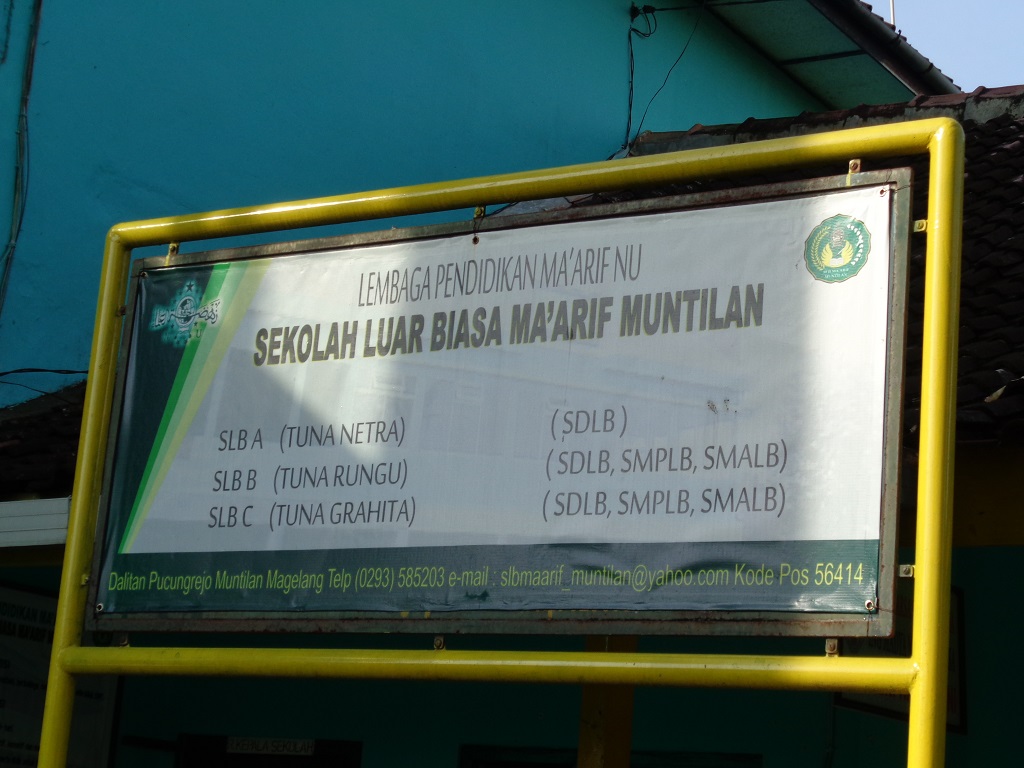 LEMBAGA PENDIDIKAN MA'ARIF NU
SEKOLAH LUAR BIASA MA'ARIF MUNTILAN
SLB A (TUNA NETRA) (SDLB)
SLB B (TUNA RUNGU) (SDLB, SMPLB, SMALB)
SLB C (TUNA GRAHITA) (SDLB, SMPLB, SMALB)
Dalitan Pucungrejo Muntilan Magelang Telp (0293) 585203 e-mail : slbmaarif_muntilan@yahoo.com Kode Pos 56414
KEPALA SEKOLAH